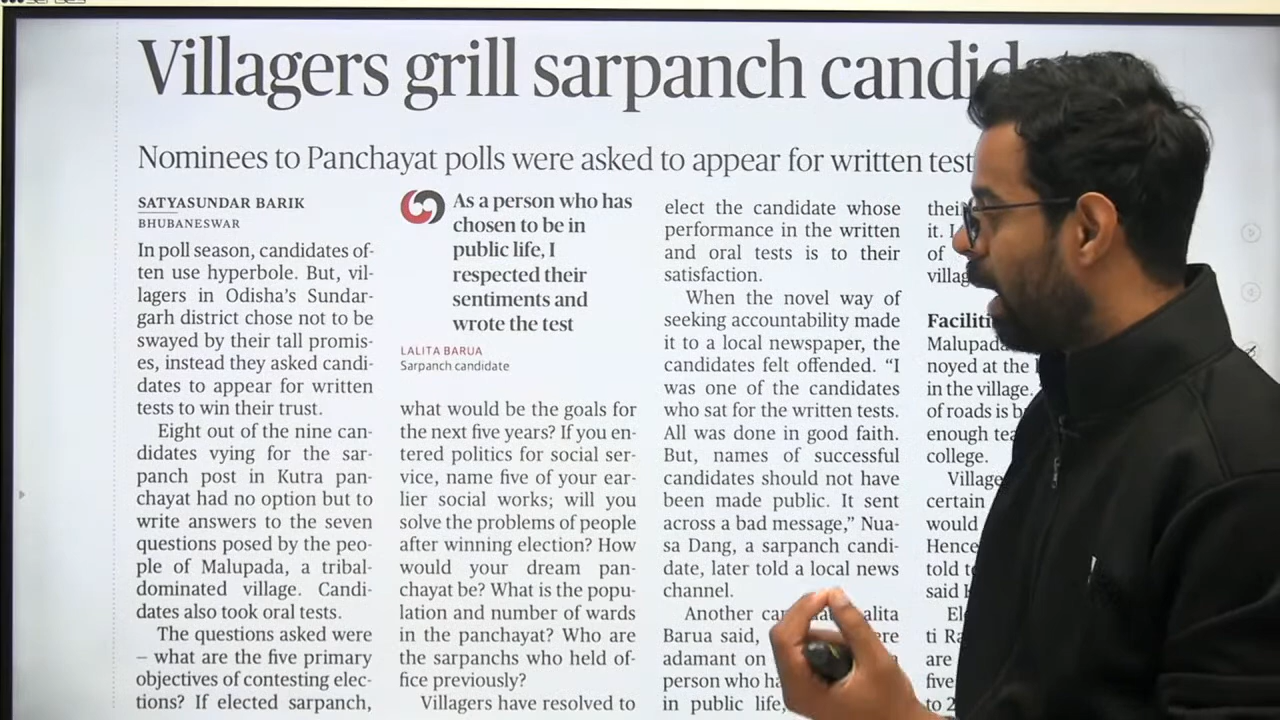 Villagers grill sarpanch candid
Nominees to Panchayat polls were asked to appear for written test
SATYASUNDAR BARIK
BHUBANESWAR
In poll season, candidates of-
ten use hyperbole. But, vil-
lagers in Odisha's Sundar-
garh district chose not to be
swayed by their tall promis-
es, instead they asked candi-
dates to appear for written
tests to win their trust.
Eight out of the nine can-
didates vying for the sar-
panch post in Kutra pan-
chayat had no option but to
write answers to the seven
questions posed by the peo-
ple of Malupada, a tribal-
dominated village. Candi-
dates also took oral tests.
The questions asked were
– what are the five primary
objectives of contesting elec-
tions? If elected sarpanch,
As a person who has
chosen to be in
public life, I
respected their
sentiments and
wrote the test
LALITA BARUA
Sarpanch candidate
what would be the goals for
the next five years? If you en-
tered politics for social ser-
vice, name five of your ear-
lier social works; will you
solve the problems of people
after winning election? How
would your dream pan-
chayat be? What is the popu-
lation and number of wards
in the panchayat? Who are
the sarpanchs who held of-
fice previously?
Villagers have resolved to
elect the candidate whose
performance in the written
and oral tests is to their
satisfaction.
When the novel way of
seeking accountability made
it to a local newspaper, the
candidates felt offended. "I
was one of the candidates
who sat for the written tests.
All was done in good faith.
But, names of successful
candidates should not have
been made public. It sent
across a bad message," Nua-
sa Dang, a sarpanch candi-
date, later told a local news
channel.
Another alita
Barua said, ere
adamant on
person who ha
in public life,
thei
it. I
of
villag
Faciliti
Malupada
noyed at the
in the village.
of roads is b
enough tea
college.
Village
certain
would
Hence
told t
said
El
ti Ra
are
five
to 2